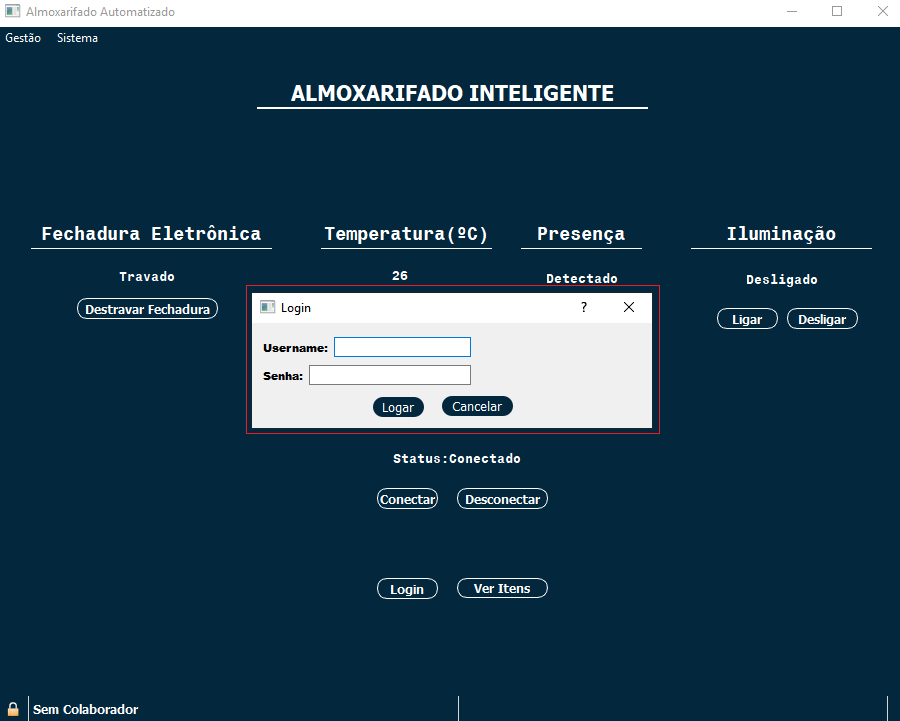 Almoxarifado Automatizado
Gestão Sistema
ALMOXARIFADO INTELIGENTE
Fechadura Eletrônica Temperatura(ºC) Presença Iluminação
Travado 26 Detectado Desligado
Destravar Fechadura Ligar Desligar
Login ?
Username:
Senha:
Logar Cancelar
Status:Conectado
Conectar Desconectar
Login Ver Itens
Sem Colaborador